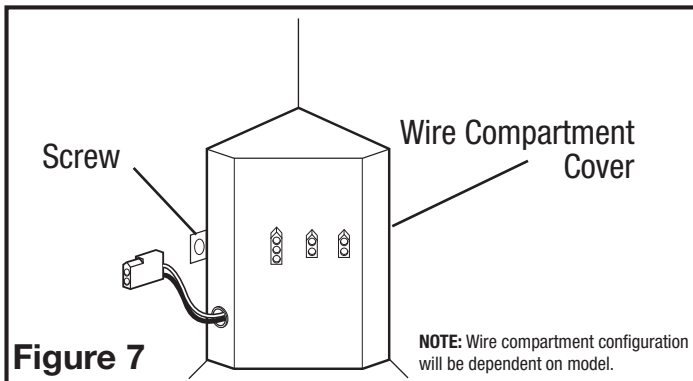 Screw
Wire Compartment
Cover
Figure 7
NOTE: Wire compartment configuration
will be dependent on model.